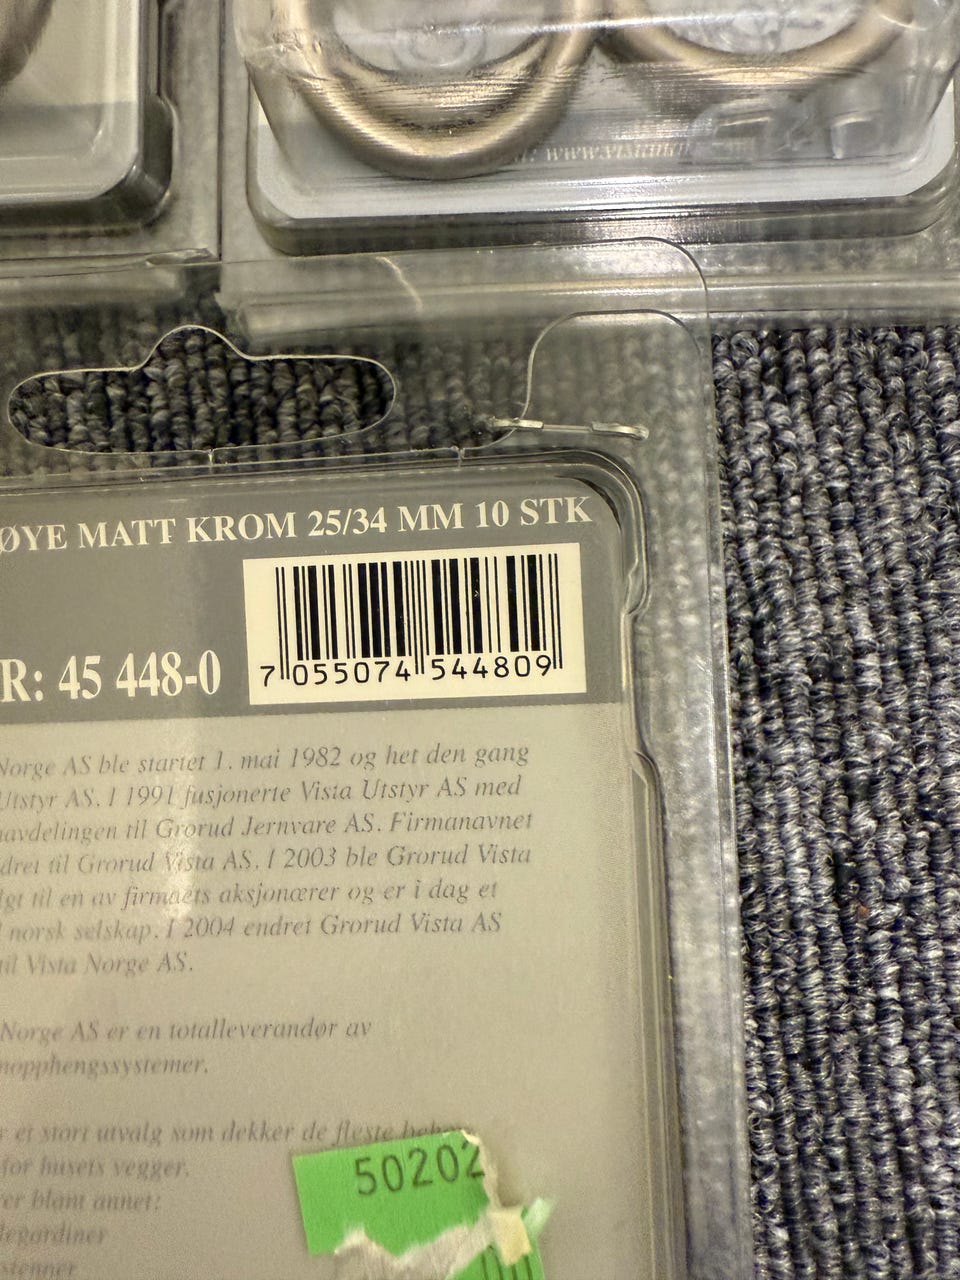 ØYE MATT KROM 25/34 MM 10 STK
7 055074 544809
R: 45 448-0
Norge AS ble startet 1. mai 1982 og het den gang
Utstyr AS. I 1991 fusjonerte Vista Utstyr AS med
avdelingen til Grorud Jernvare AS. Firmanavnet
dret til Grorud Vista AS. I 2003 ble Grorud Vista
lgt til en av firmaets aksjonærer og er i dag et
norsk selskap. I 2004 endret Grorud Vista AS
til Vista Norge AS.
Norge AS er en totalleverandør av
nopphengssystemer.
r et stort utvalg som dekker de fleste
for husets vegger.
er blant annet:
legardiner
stenner
50202